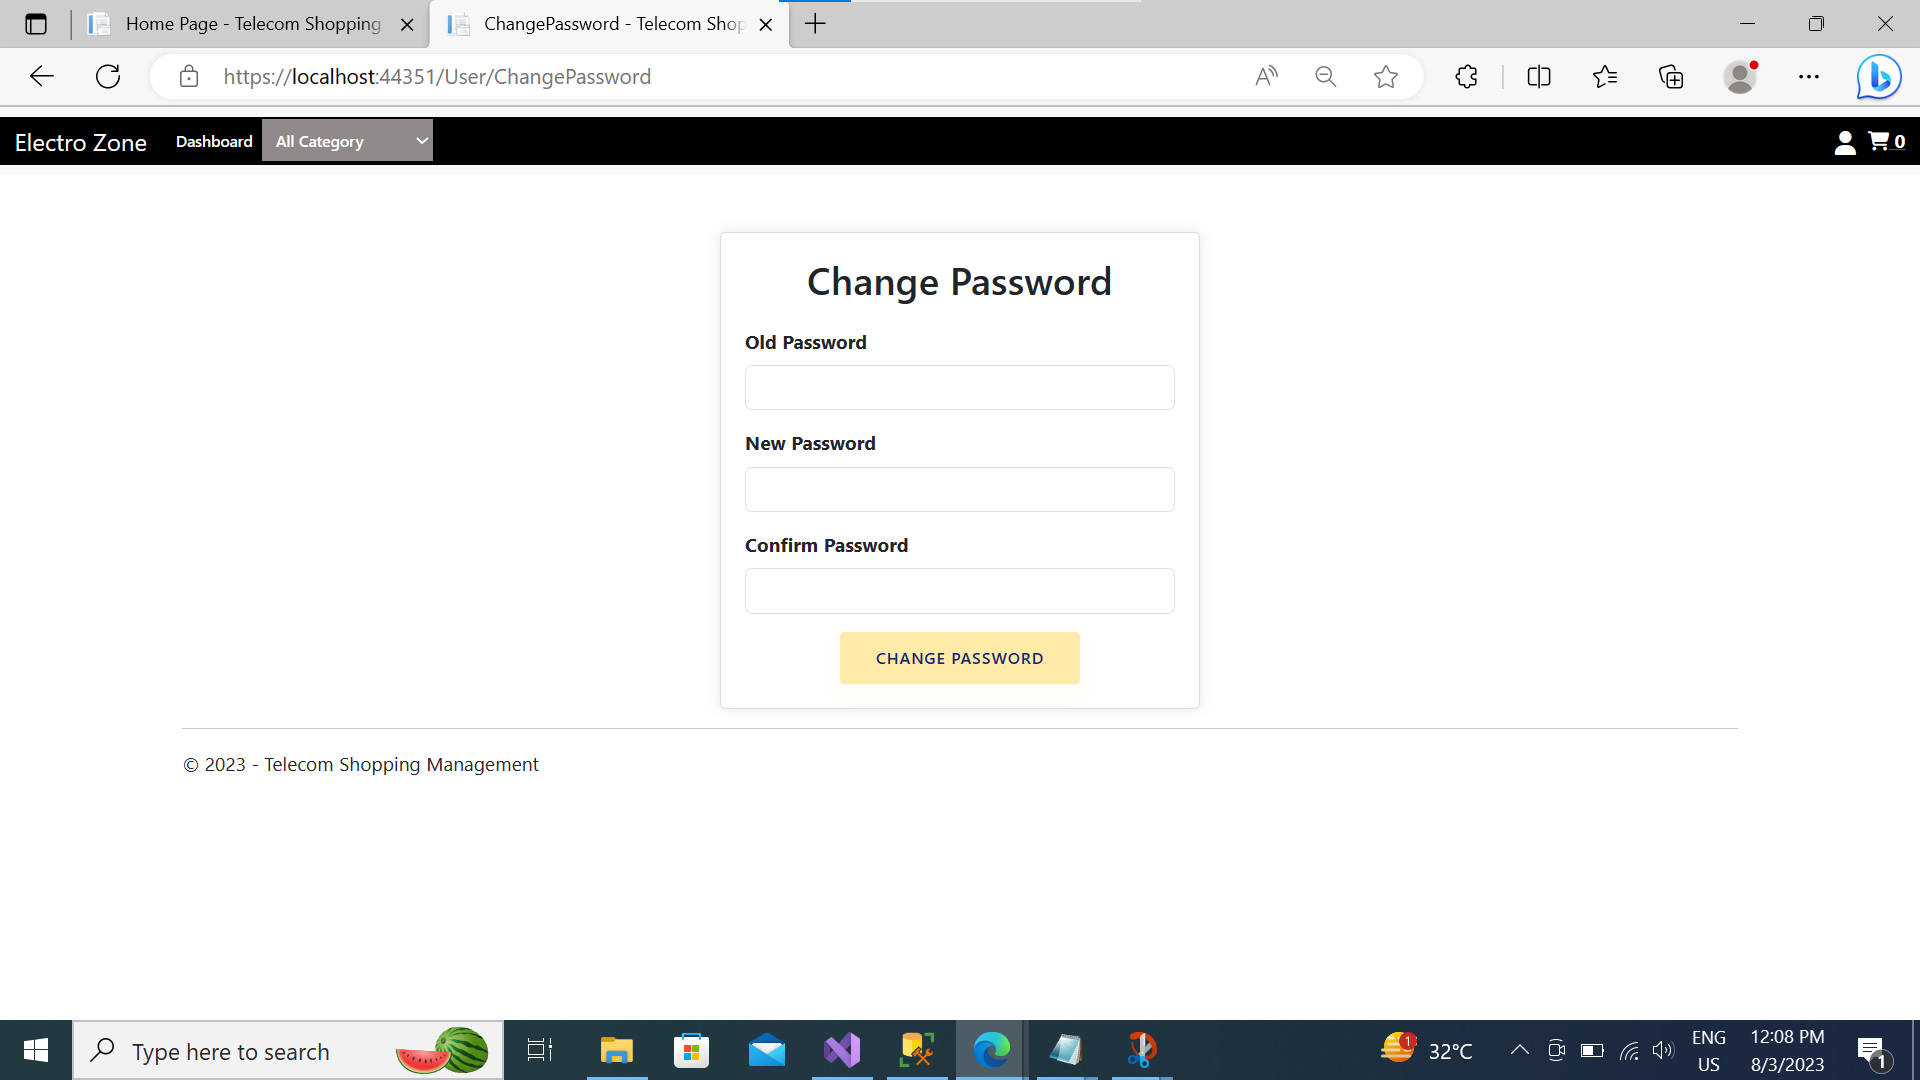 Home Page - Telecom Shopping
ChangePassword - Telecom Shop
https://localhost:44351/User/ChangePassword
Electro Zone
Dashboard
All Category
0
Change Password
Old Password
New Password
Confirm Password
CHANGE PASSWORD
© 2023 - Telecom Shopping Management
Type here to search
1
32°C
ENG
US
12:08 PM
8/3/2023
1